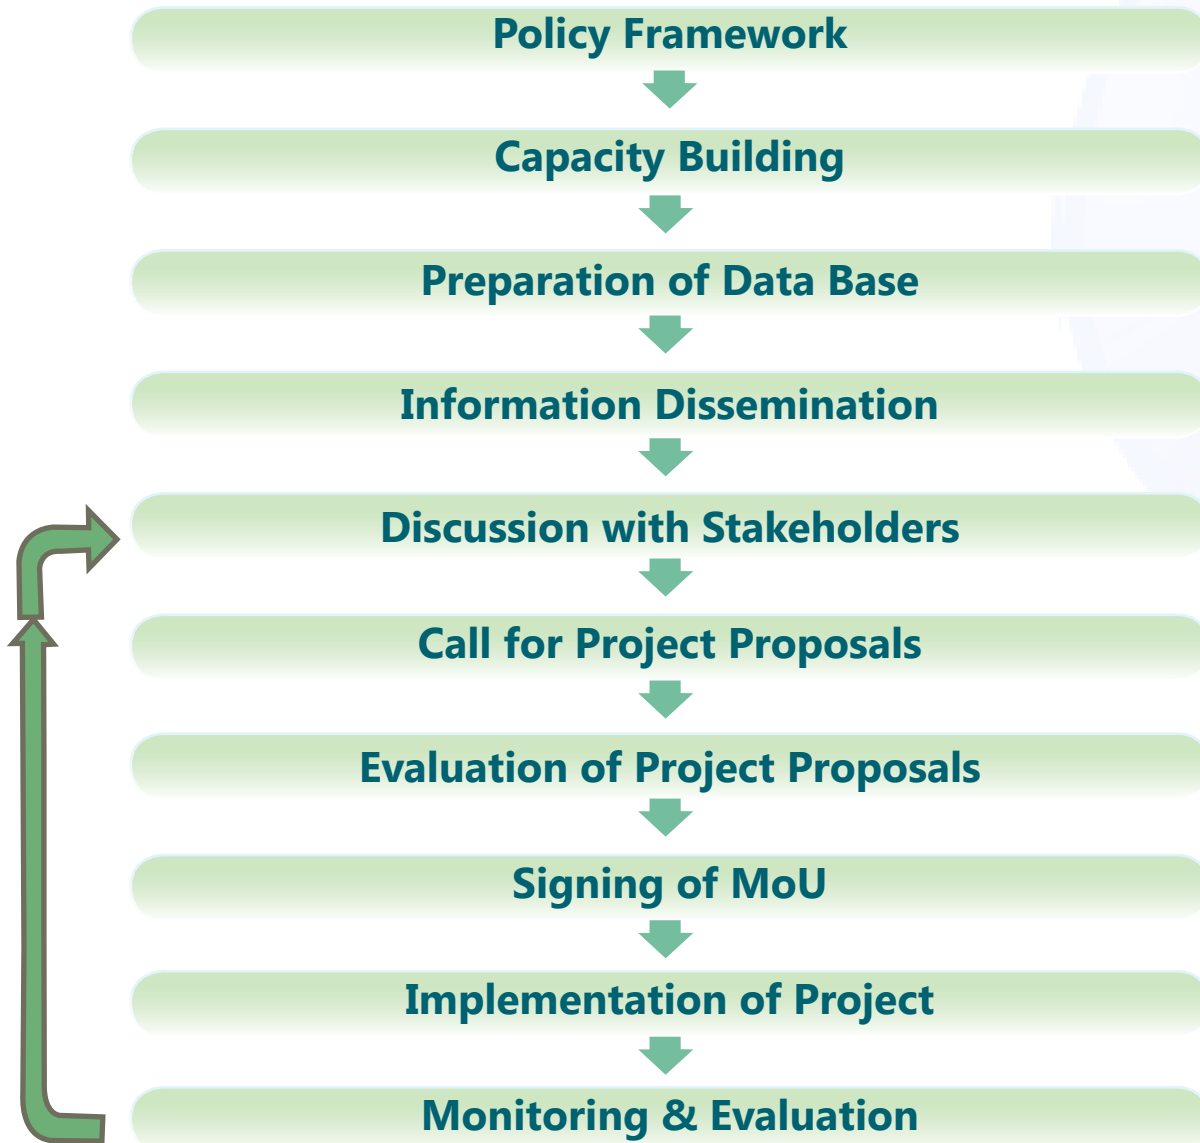 Policy Framework
Capacity Building
Preparation of Data Base
Information Dissemination
Discussion with Stakeholders
Call for Project Proposals
Evaluation of Project Proposals
Signing of MoU
Implementation of Project
Monitoring & Evaluation